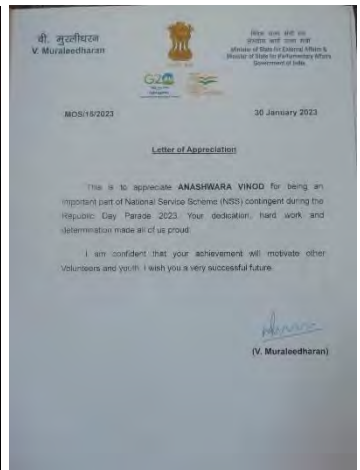 वी. मुरलीधरन
V. Muraleedharan
विदेश राज्य मंत्री एवं
संसदीय कार्य राज्य मंत्री
Minister of State for External Affairs &
Minister of State for Parliamentary Affairs
Government of India
G20
MOS/18/2023
30 January 2023
Letter of Appreciation
This is to appreciate ANASHWARA VINOD for being an
important part of National Service Scheme (NSS) contingent during the
Republic Day Parade 2023. Your dedication, hard work and
determination made all of us proud.
I am confident that your achievement will motivate other
Volunteers and youth. I wish you a very successful future.
(V. Muraleedharan)